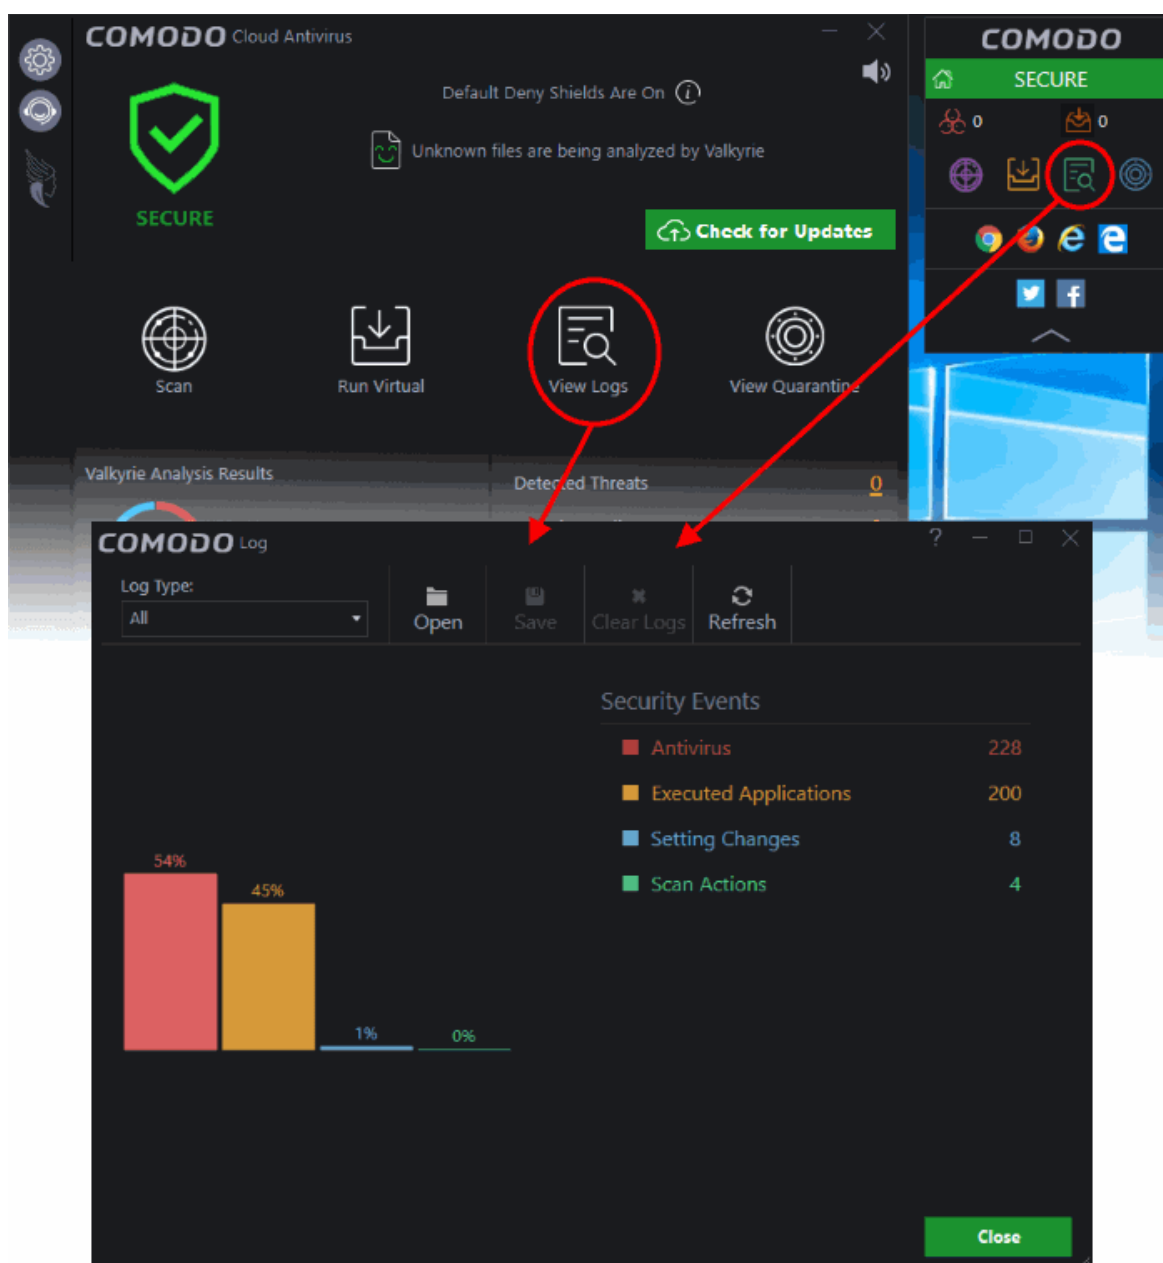 COMODO Cloud Antivirus
Default Deny Shields Are On
Unknown files are being analyzed by Valkyrie
SECURE
Check for Updates
Scan
Run Virtual
View Logs
View Quarantine
Valkyrie Analysis Results
Detected Threats
0
COMODO
SECURE
0
0
COMODO Log
?
Log Type:
All
Open
Save
Clear Logs
Refresh
54%
45%
1%
0%
Security Events
Antivirus 228
Executed Applications 200
Setting Changes 8
Scan Actions 4
Close